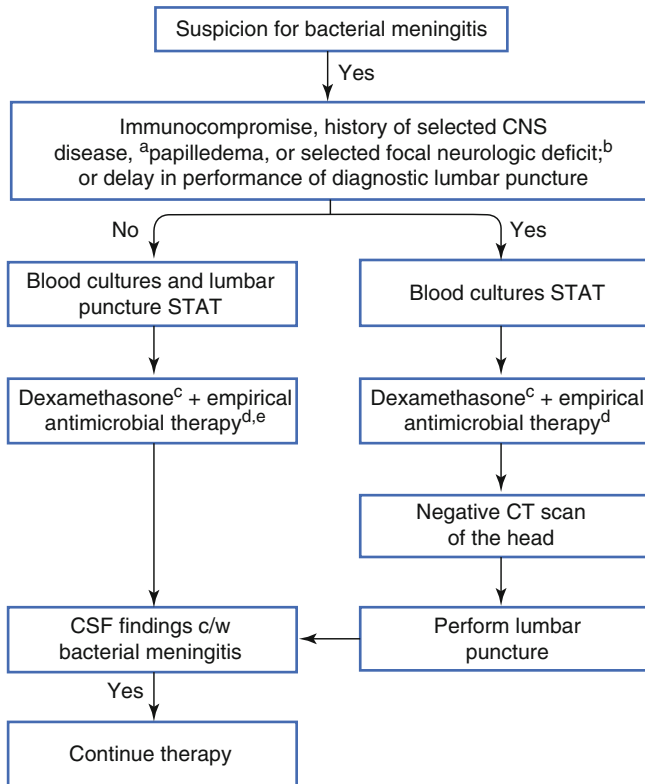 Suspicion for bacterial meningitis
Yes
Immunocompromise, history of selected CNS
disease, ᵃpapilledema, or selected focal neurologic deficit;ᵇ
or delay in performance of diagnostic lumbar puncture
No
Yes
Blood cultures and lumbar
puncture STAT
Blood cultures STAT
Dexamethasoneᶜ + empirical
antimicrobial therapyᵈ,ᵉ
Dexamethasoneᶜ + empirical
antimicrobial therapyᵈ
Negative CT scan
of the head
CSF findings c/w
bacterial meningitis
Perform lumbar
puncture
Yes
Continue therapy